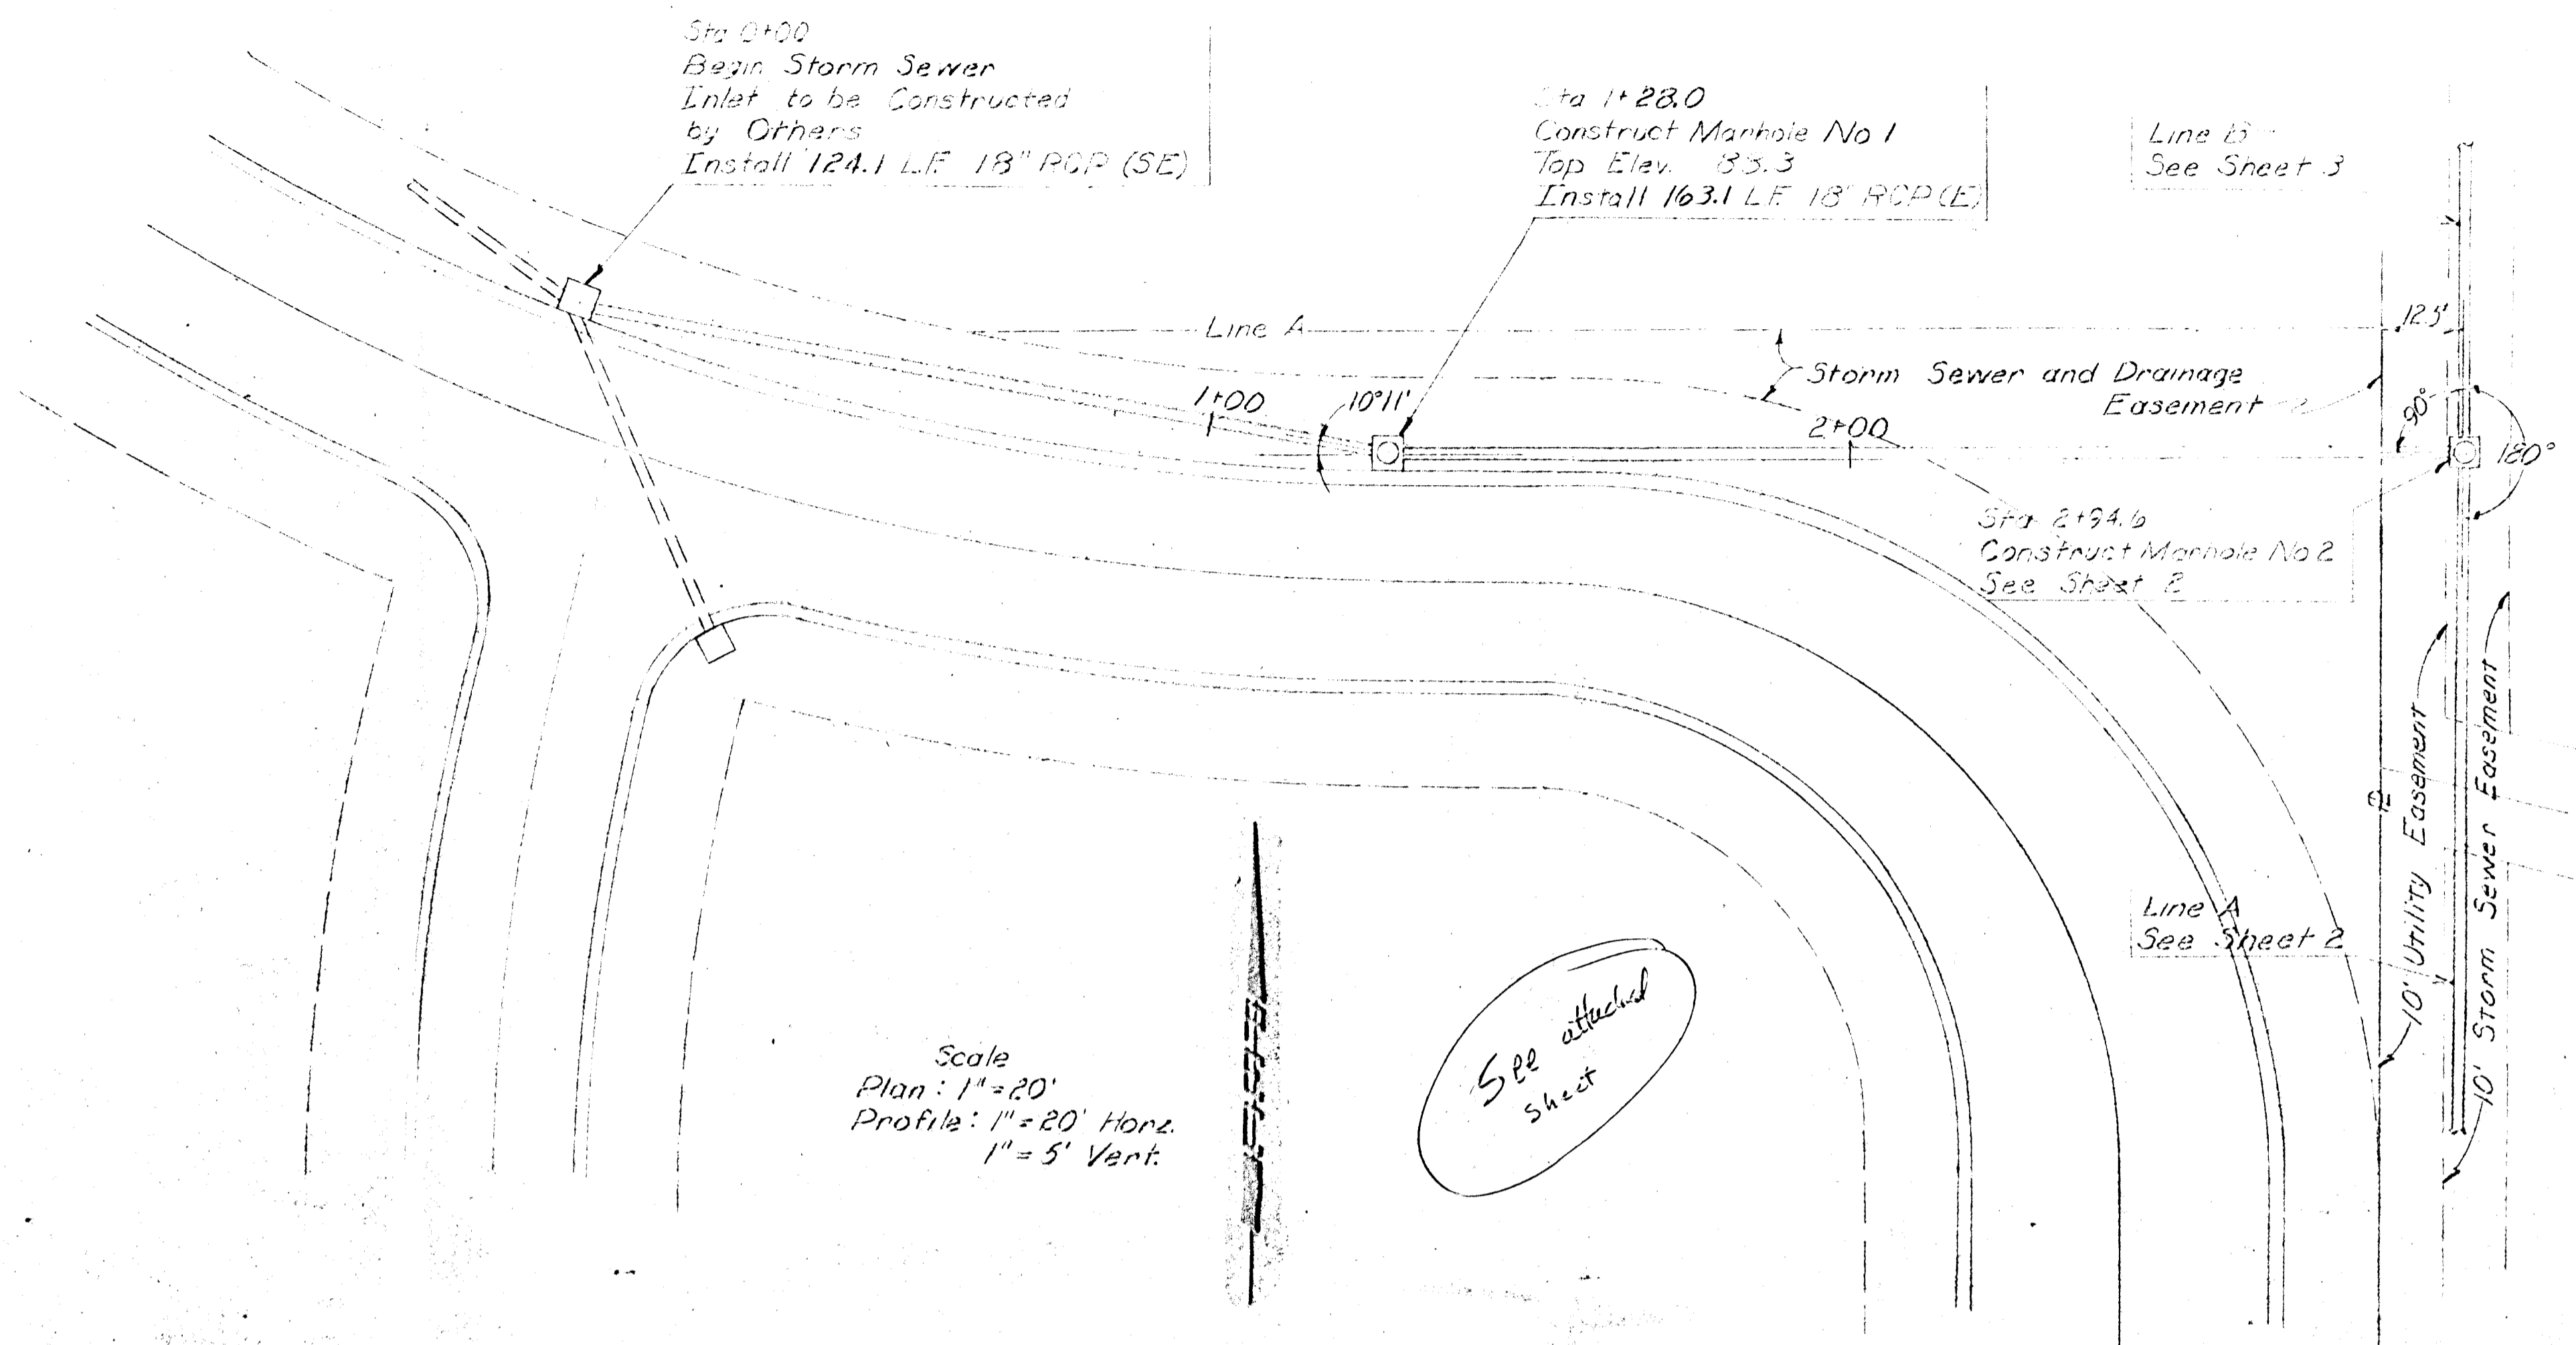 Sta 0+00
Begin Storm Sewer
Inlet to be Constructed
by Others
Install 124.1 L.F. 18" RCP (SE)
Sta 1+28.0
Construct Manhole No 1
Top Elev. 83.3
Install 163.1 L.F. 18" RCP (E)
Line B
See Sheet 3
Line A
12.5'
Storm Sewer and Drainage
Easement
1+00
10°11'
2+00
90°
180°
Sta 2+94.6
Construct Manhole No 2
See Sheet 2
10' Utility Easement
10' Storm Sewer Easement
Line A
See Sheet 2
Scale
Plan: 1"=20'
Profile: 1"=20' Horz.
1"=5' Vert.
See attached
sheet